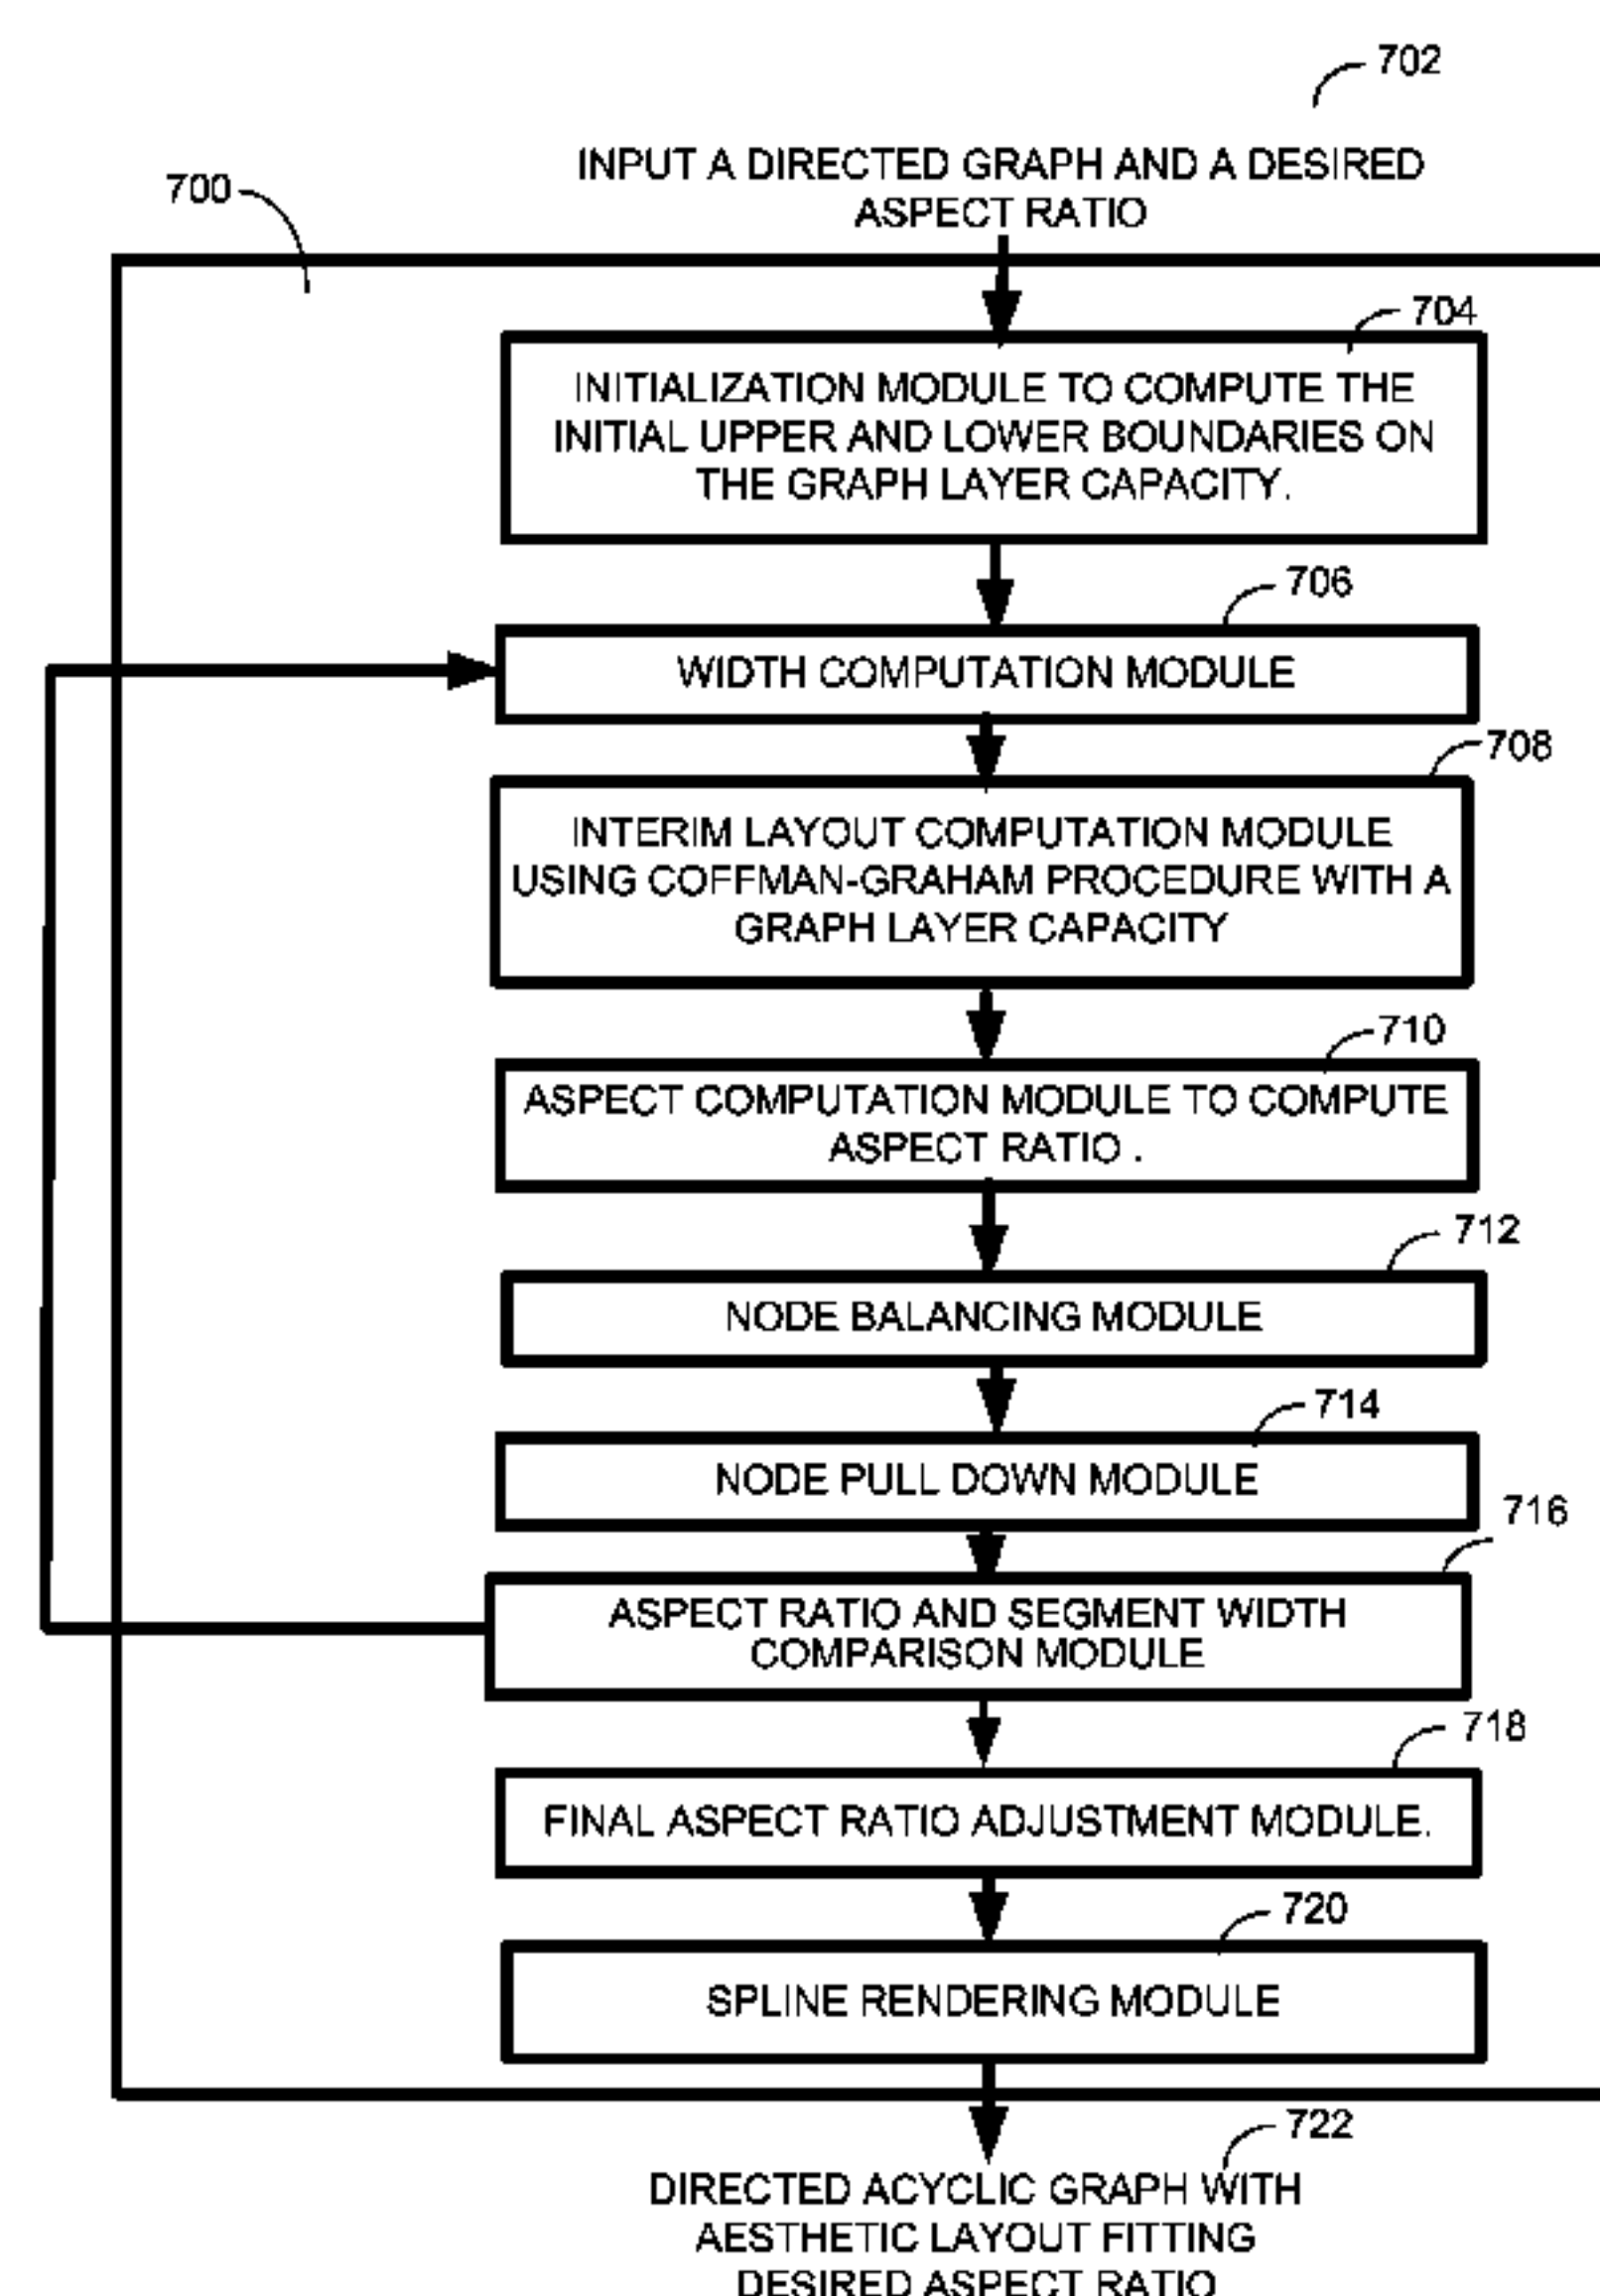 702
INPUT A DIRECTED GRAPH AND A DESIRED
ASPECT RATIO
700
704
INITIALIZATION MODULE TO COMPUTE THE
INITIAL UPPER AND LOWER BOUNDARIES ON
THE GRAPH LAYER CAPACITY.
706
WIDTH COMPUTATION MODULE
708
INTERIM LAYOUT COMPUTATION MODULE
USING COFFMAN-GRAHAM PROCEDURE WITH A
GRAPH LAYER CAPACITY
710
ASPECT COMPUTATION MODULE TO COMPUTE
ASPECT RATIO .
712
NODE BALANCING MODULE
714
NODE PULL DOWN MODULE
716
ASPECT RATIO AND SEGMENT WIDTH
COMPARISON MODULE
718
FINAL ASPECT RATIO ADJUSTMENT MODULE.
720
SPLINE RENDERING MODULE
722
DIRECTED ACYCLIC GRAPH WITH
AESTHETIC LAYOUT FITTING
DESIRED ASPECT RATIO